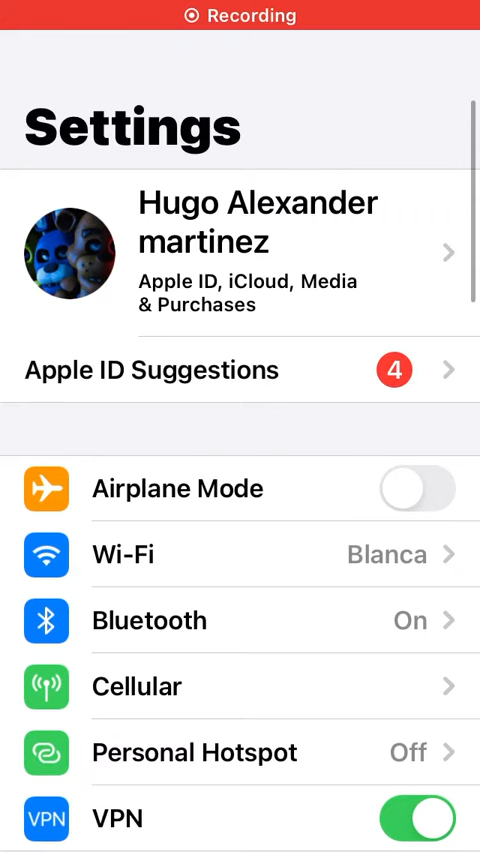 Recording
Settings
Hugo Alexander
martinez
Apple ID, iCloud, Media
& Purchases
Apple ID Suggestions 4
Airplane Mode
Wi-Fi Blanca
Bluetooth On
Cellular
Personal Hotspot Off
VPN VPN